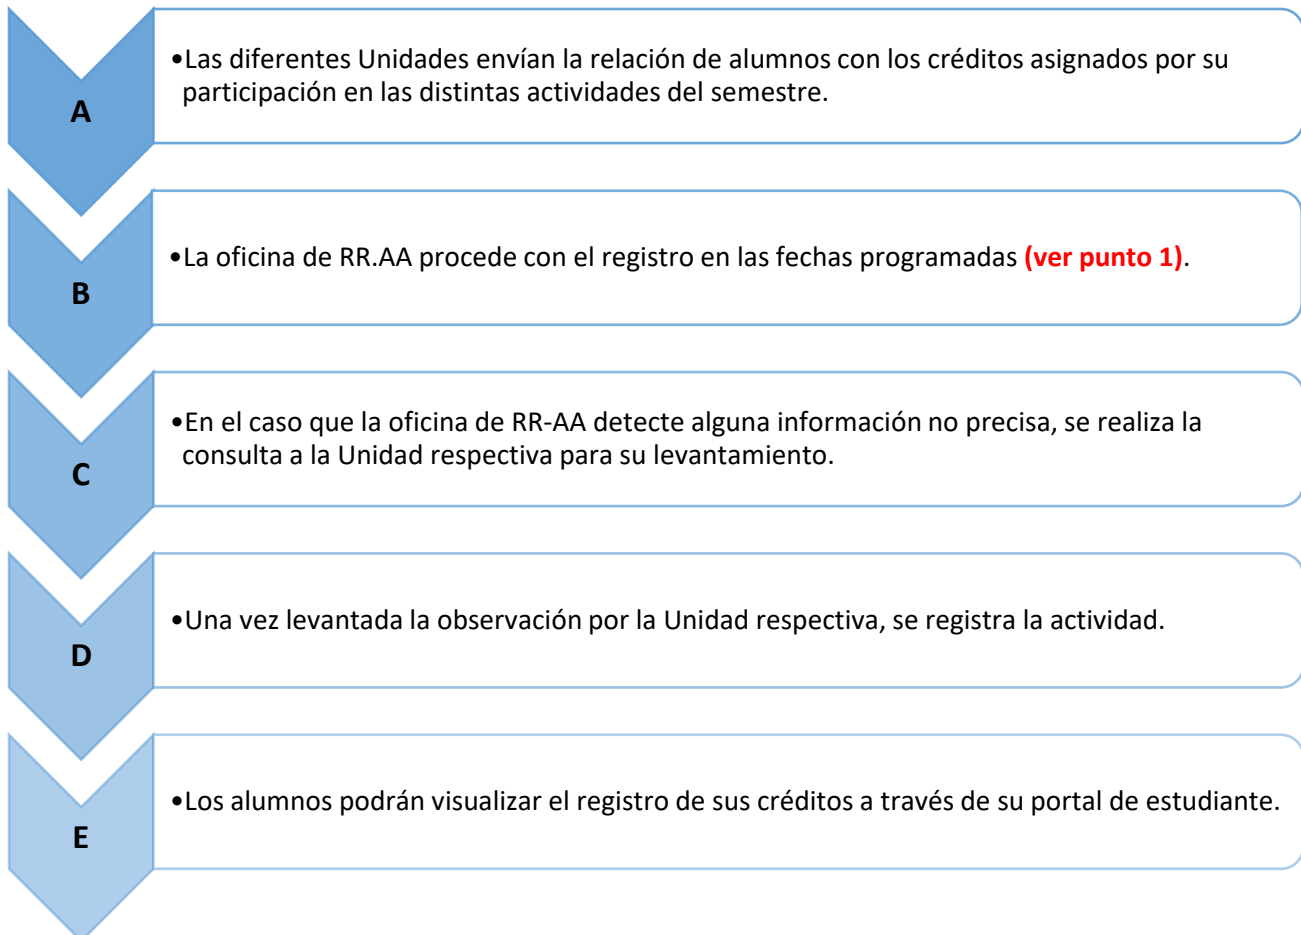 A
•Las diferentes Unidades envían la relación de alumnos con los créditos asignados por su
participación en las distintas actividades del semestre.
B
•La oficina de RR.AA procede con el registro en las fechas programadas (ver punto 1).
C
•En el caso que la oficina de RR-AA detecte alguna información no precisa, se realiza la
consulta a la Unidad respectiva para su levantamiento.
D
•Una vez levantada la observación por la Unidad respectiva, se registra la actividad.
E
•Los alumnos podrán visualizar el registro de sus créditos a través de su portal de estudiante.